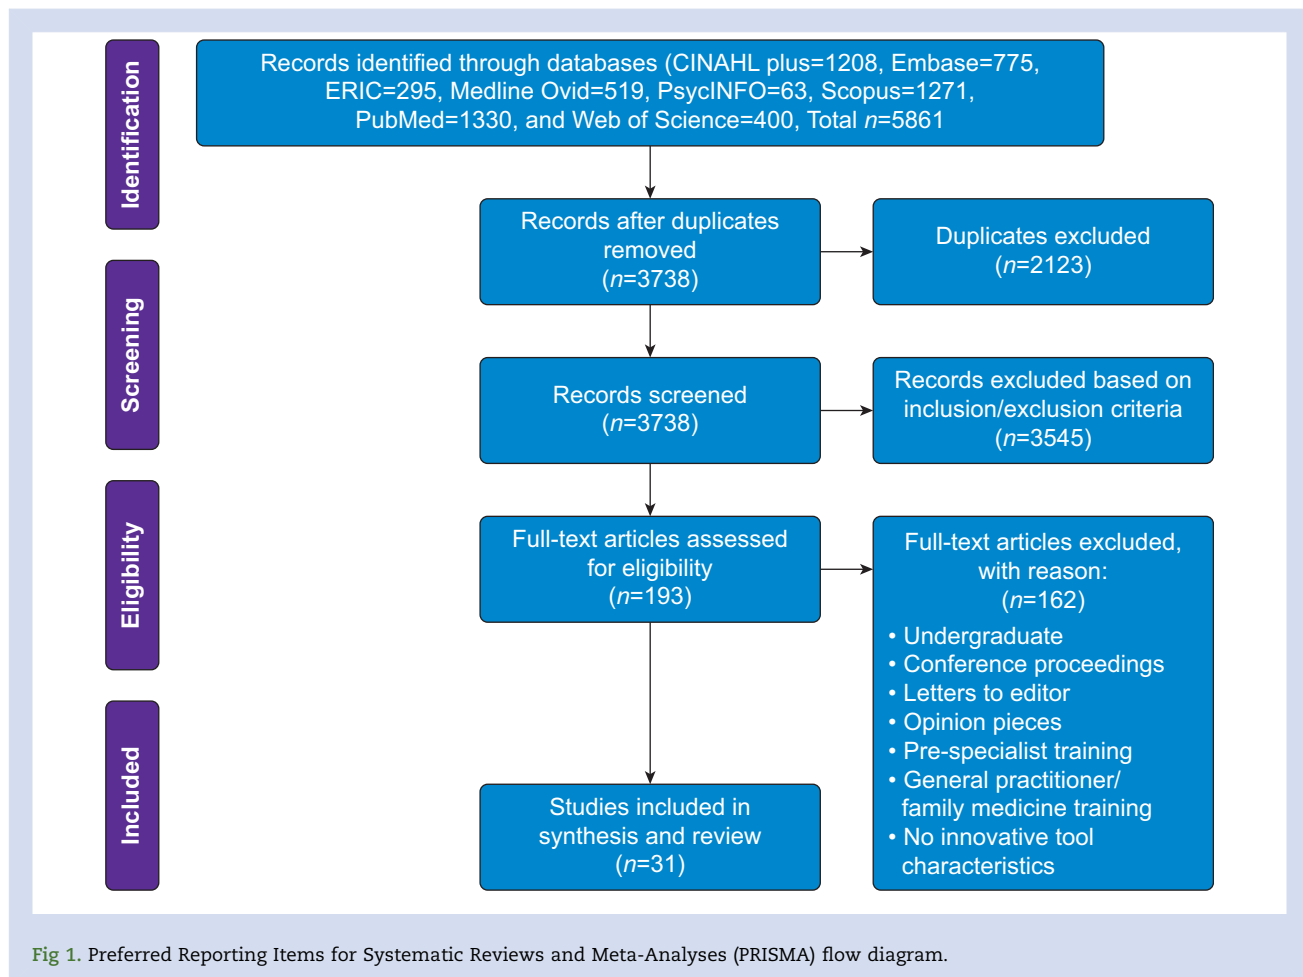 Identification
Records identified through databases (CINAHL plus=1208, Embase=775,
ERIC=295, Medline Ovid=519, PsycINFO=63, Scopus=1271,
PubMed=1330, and Web of Science=400, Total n=5861
Records after duplicates
removed
(n=3738)
Duplicates excluded
(n=2123)
Screening
Records screened
(n=3738)
Records excluded based on
inclusion/exclusion criteria
(n=3545)
Eligibility
Full-text articles assessed
for eligibility
(n=193)
Full-text articles excluded,
with reason:
(n=162)
• Undergraduate
• Conference proceedings
• Letters to editor
• Opinion pieces
• Pre-specialist training
• General practitioner/
family medicine training
• No innovative tool
characteristics
Included
Studies included in
synthesis and review
(n=31)
Fig 1. Preferred Reporting Items for Systematic Reviews and Meta-Analyses (PRISMA) flow diagram.